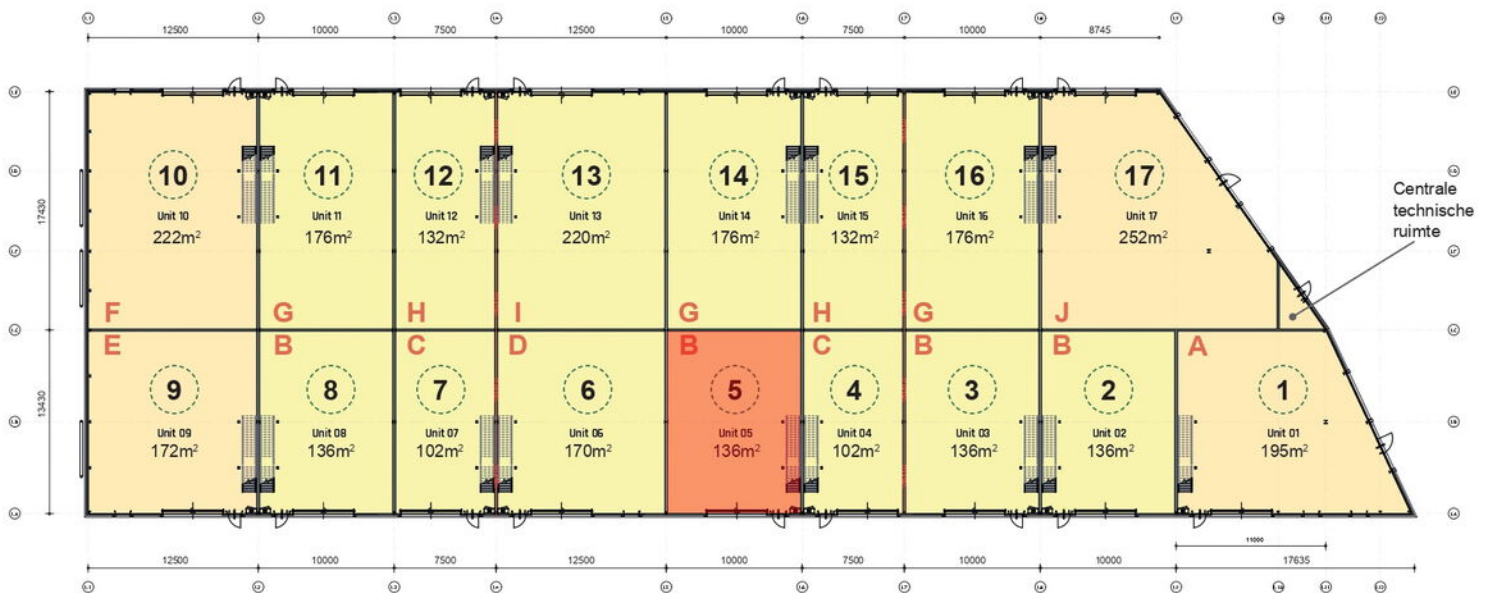 12500 10000 7500 12500 10000 7500 10000 8745
10 11 12 13 14 15 16 17
Unit 10 Unit 11 Unit 12 Unit 13 Unit 14 Unit 15 Unit 16 Unit 17
222m² 176m² 132m² 220m² 176m² 132m² 176m² 252m²
Centrale
technische
ruimte
17430
F G H I G H G J
E B C D B C B B A
13430
9 8 7 6 5 4 3 2 1
Unit 09 Unit 08 Unit 07 Unit 06 Unit 05 Unit 04 Unit 03 Unit 02 Unit 01
172m² 136m² 102m² 170m² 136m² 102m² 136m² 136m² 195m²
11000
12500 10000 7500 12500 10000 7500 10000 10000 17635